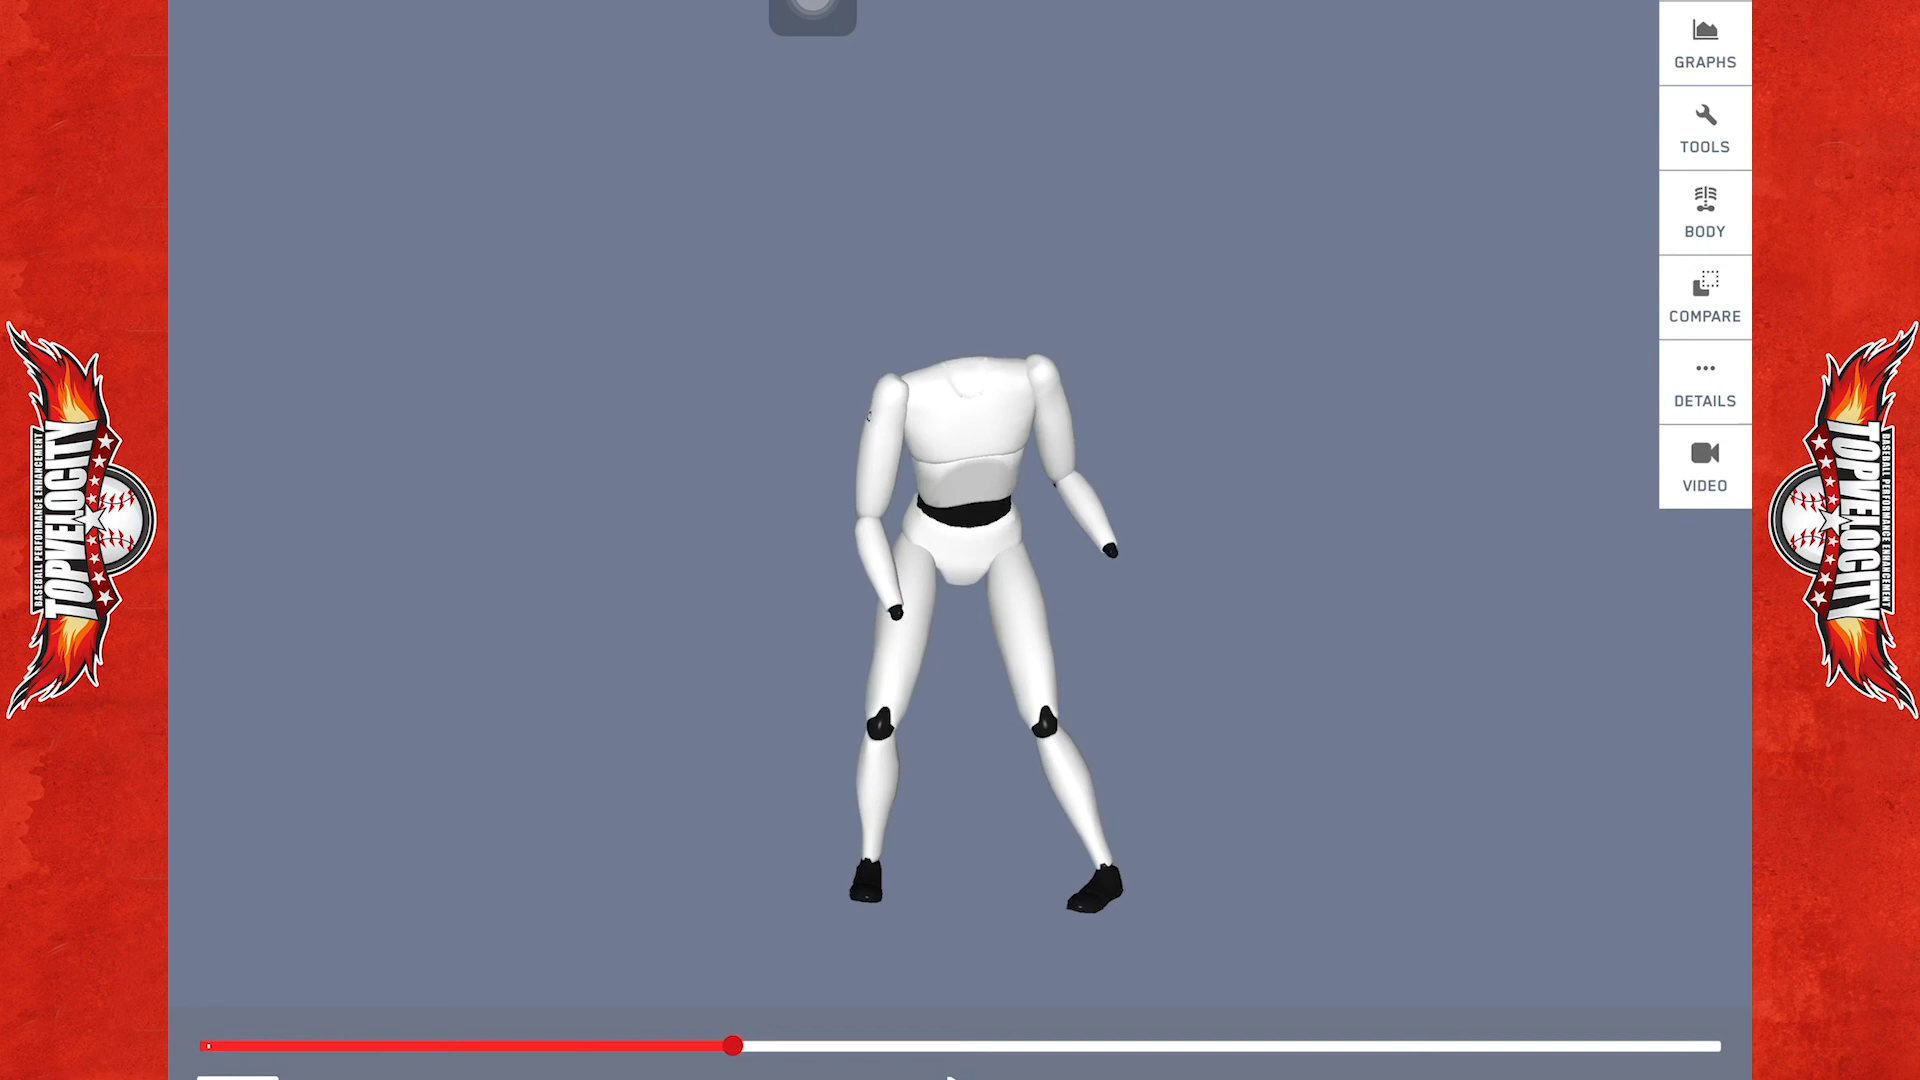 GRAPHS
TOOLS
BODY
COMPARE
DETAILS
VIDEO
BASEBALL PERFORMANCE ENHANCEMENT
TOPVELOCITY
TOPVELOCITY
BASEBALL PERFORMANCE ENHANCEMENT